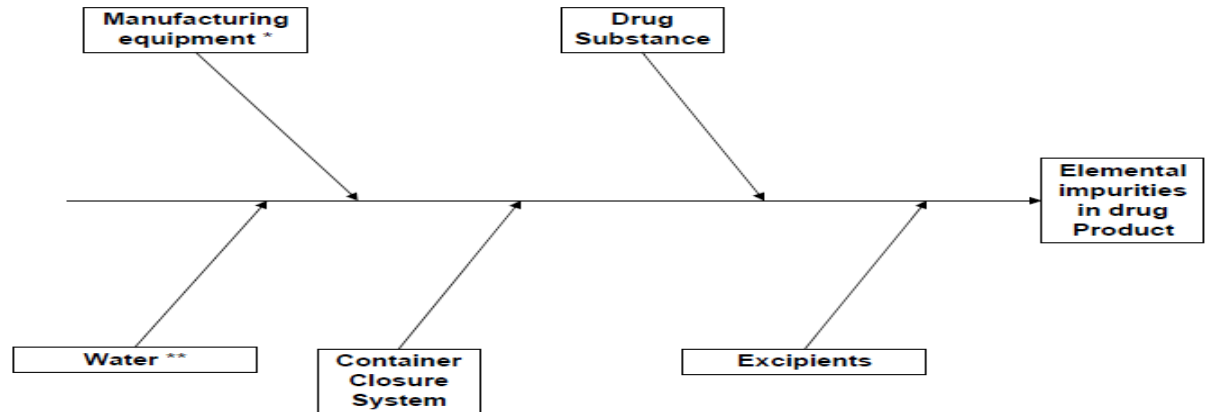 Manufacturing
equipment *
Drug
Substance
Elemental
impurities
in drug
Product
Water **
Container
Closure
System
Excipients